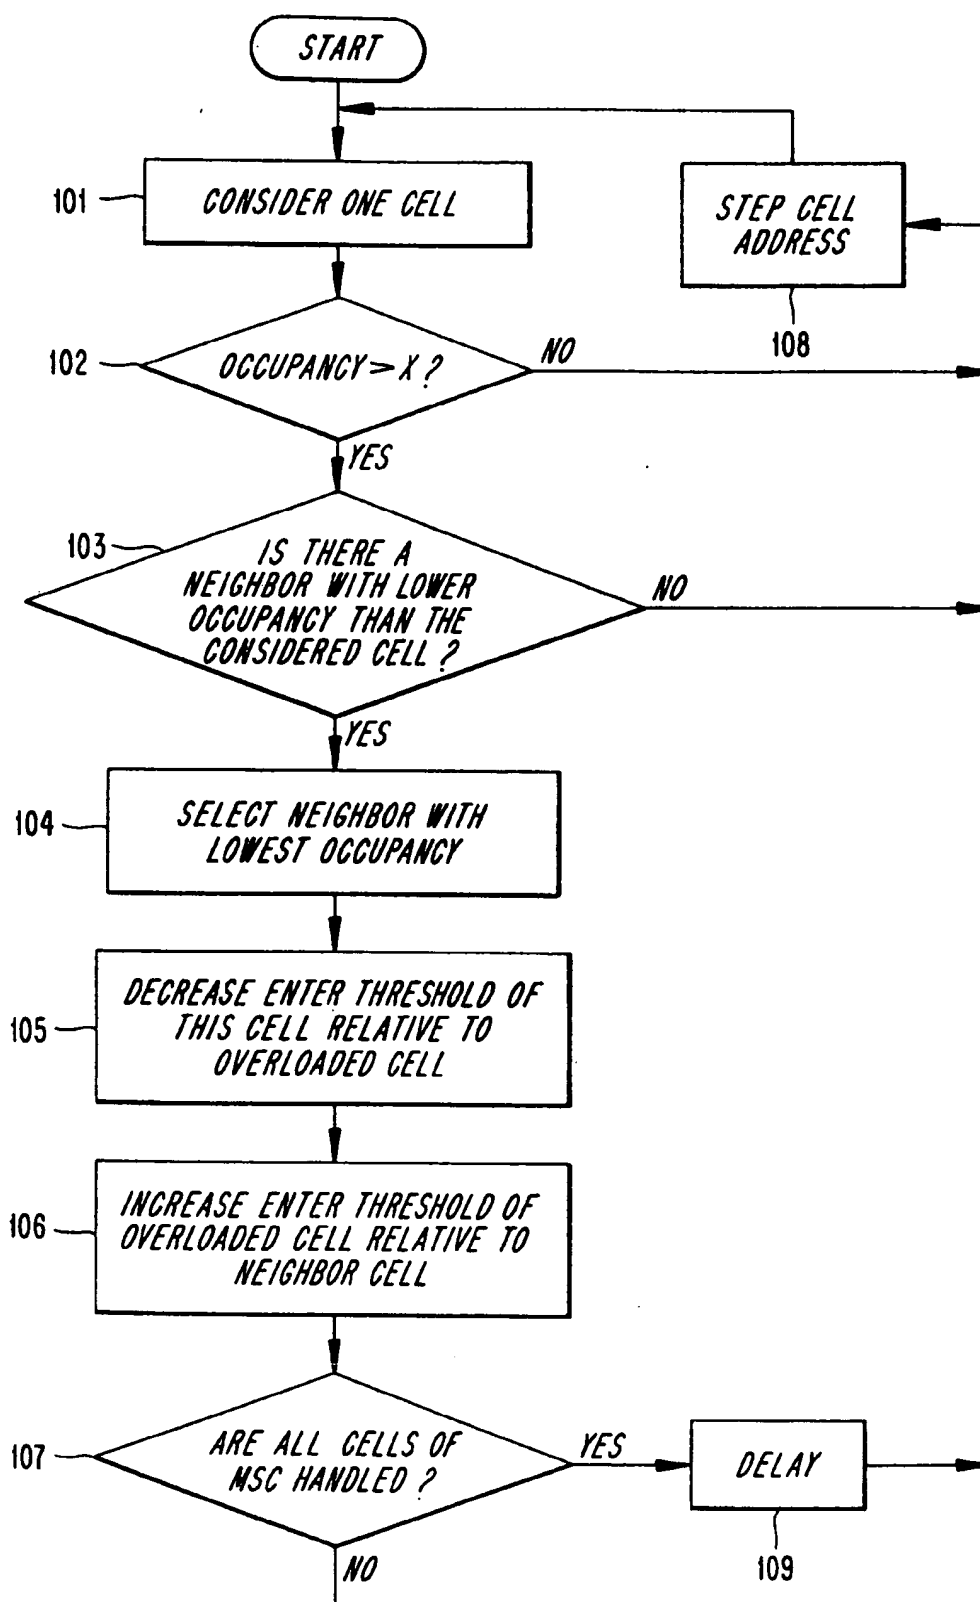 START
101
CONSIDER ONE CELL
STEP CELL
ADDRESS
108
102
OCCUPANCY > X ?
NO
YES
103
IS THERE A
NEIGHBOR WITH LOWER
OCCUPANCY THAN THE
CONSIDERED CELL ?
NO
YES
104
SELECT NEIGHBOR WITH
LOWEST OCCUPANCY
105
DECREASE ENTER THRESHOLD OF
THIS CELL RELATIVE TO
OVERLOADED CELL
106
INCREASE ENTER THRESHOLD OF
OVERLOADED CELL RELATIVE TO
NEIGHBOR CELL
107
ARE ALL CELLS OF
MSC HANDLED ?
YES
DELAY
109
NO